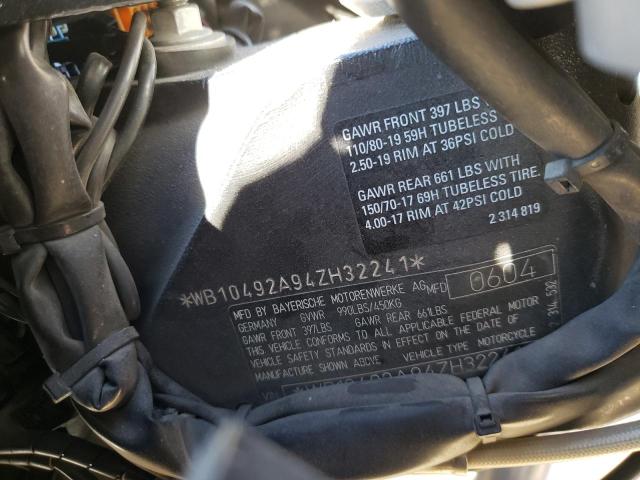 GAWR FRONT 397 LBS
110/80-19 59H TUBELESS
2.50-19 RIM AT 36PSI COLD
GAWR REAR 661 LBS WITH
150/70-17 69H TUBELESS TIRE.
4.00-17 RIM AT 42PSI COLD
2 314 819
*WB10492A94ZH32241*
MFD BY BAYERISCHE MOTORENWERKE AG MFD 0604
GERMANY GVWR 990LBS/450KG
GAWR FRONT 397LBS GAWR REAR 661LBS
THIS VEHICLE CONFORMS TO ALL APPLICABLE FEDERAL MOTOR
VEHICLE SAFETY STANDARDS IN EFFECT ON THE DATE OF
MANUFACTURE SHOWN ABOVE VEHICLE TYPE MOTORCYCLE
2 314 532